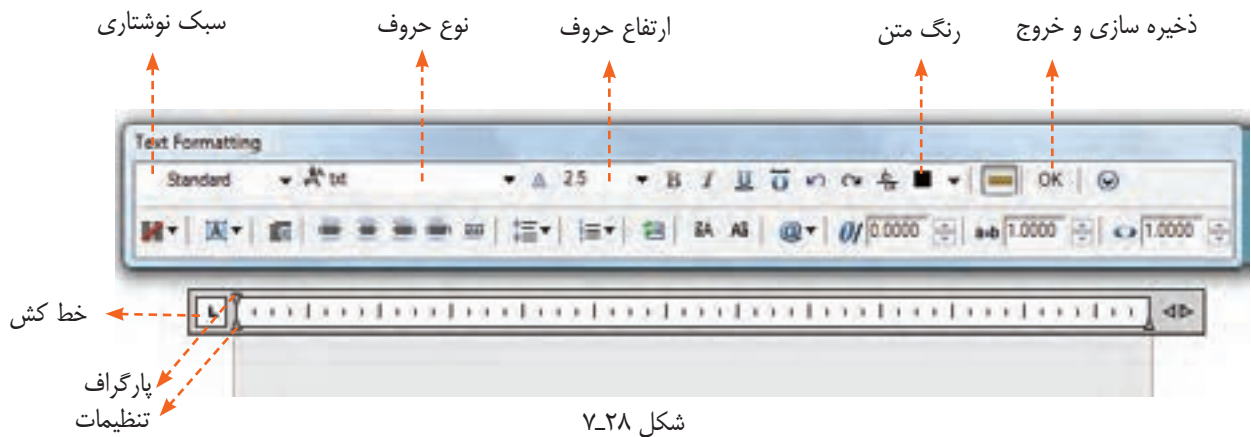 ذخیره سازی و خروج رنگ متن ارتفاع حروف نوع حروف سبک نوشتاری
Text Formatting
Standard txt 2.5 B I U O OK
@ 0/ 0.0000 a•b 1.0000 1.0000
خط کش
پارگراف
تنظیمات
شکل ۲۸ـ۷